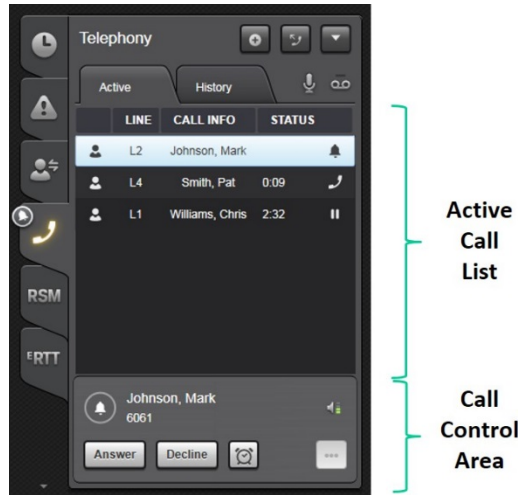 Telephony
Active
History
LINE CALL INFO STATUS
L2 Johnson, Mark
L4 Smith, Pat 0:09
L1 Williams, Chris 2:32
RSM
ERTT
Johnson, Mark
6061
Answer
Decline
Active
Call
List
Call
Control
Area